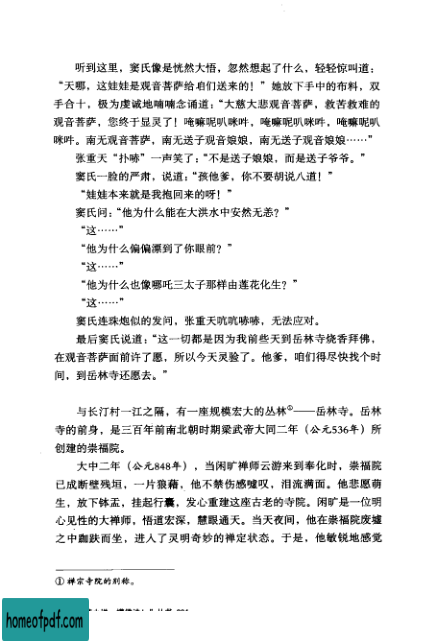 听到这里，窦氏像是恍然大悟，忽然想起了什么，轻轻惊叫道：
“天哪，这娃娃是观音菩萨给咱们送来的！”她放下手中的布料，双
手合十，极为虔诚地喃喃念诵道：“大慈大悲观音菩萨，救苦救难的
观音菩萨，您终于显灵了！唵嘛呢叭咪吽，唵嘛呢叭咪吽，唵嘛呢叭
咪吽。南无观音菩萨，南无送子观音娘娘，南无送子观音娘娘……”
张重天“扑哧”一声笑了：“不是送子娘娘，而是送子爷爷。”
窦氏一脸的严肃，说道：“孩他爹，你不要胡说八道！”
“娃娃本来就是我抱回来的呀！”
窦氏问：“他为什么能在大洪水中安然无恙？”
“这……”
“他为什么偏偏漂到了你眼前？”
“这……”
“他为什么也像哪吒三太子那样由莲花化生？”
“这……”
窦氏连珠炮似的发问，张重天吭吭哧哧，无法应对。
最后窦氏说道：“这一切都是因为我前些天到岳林寺烧香拜佛，
在观音菩萨面前许了愿，所以今天灵验了。他爹，咱们得尽快找个时
间，到岳林寺还愿去。”
与长汀村一江之隔，有一座规模宏大的丛林①——岳林寺。岳林
寺的前身，是三百年前南北朝时期梁武帝大同二年（公元536年）所
创建的崇福院。
大中二年（公元848年），当闲旷禅师云游来到奉化时，崇福院
已成断壁残垣，一片狼藉，他不禁伤感嘘叹，泪流满面。他悲愿萌
生，放下钵盂，挂起行囊，发心重建这座古老的寺院。闲旷是一位明
心见性的大禅师，悟道宏深，慧眼通天。当天夜间，他在崇福院废墟
之中跏趺而坐，进入了灵明奇妙的禅定状态。于是，他敏锐地感觉
① 禅宗寺院的别称。
homeofpdf.com